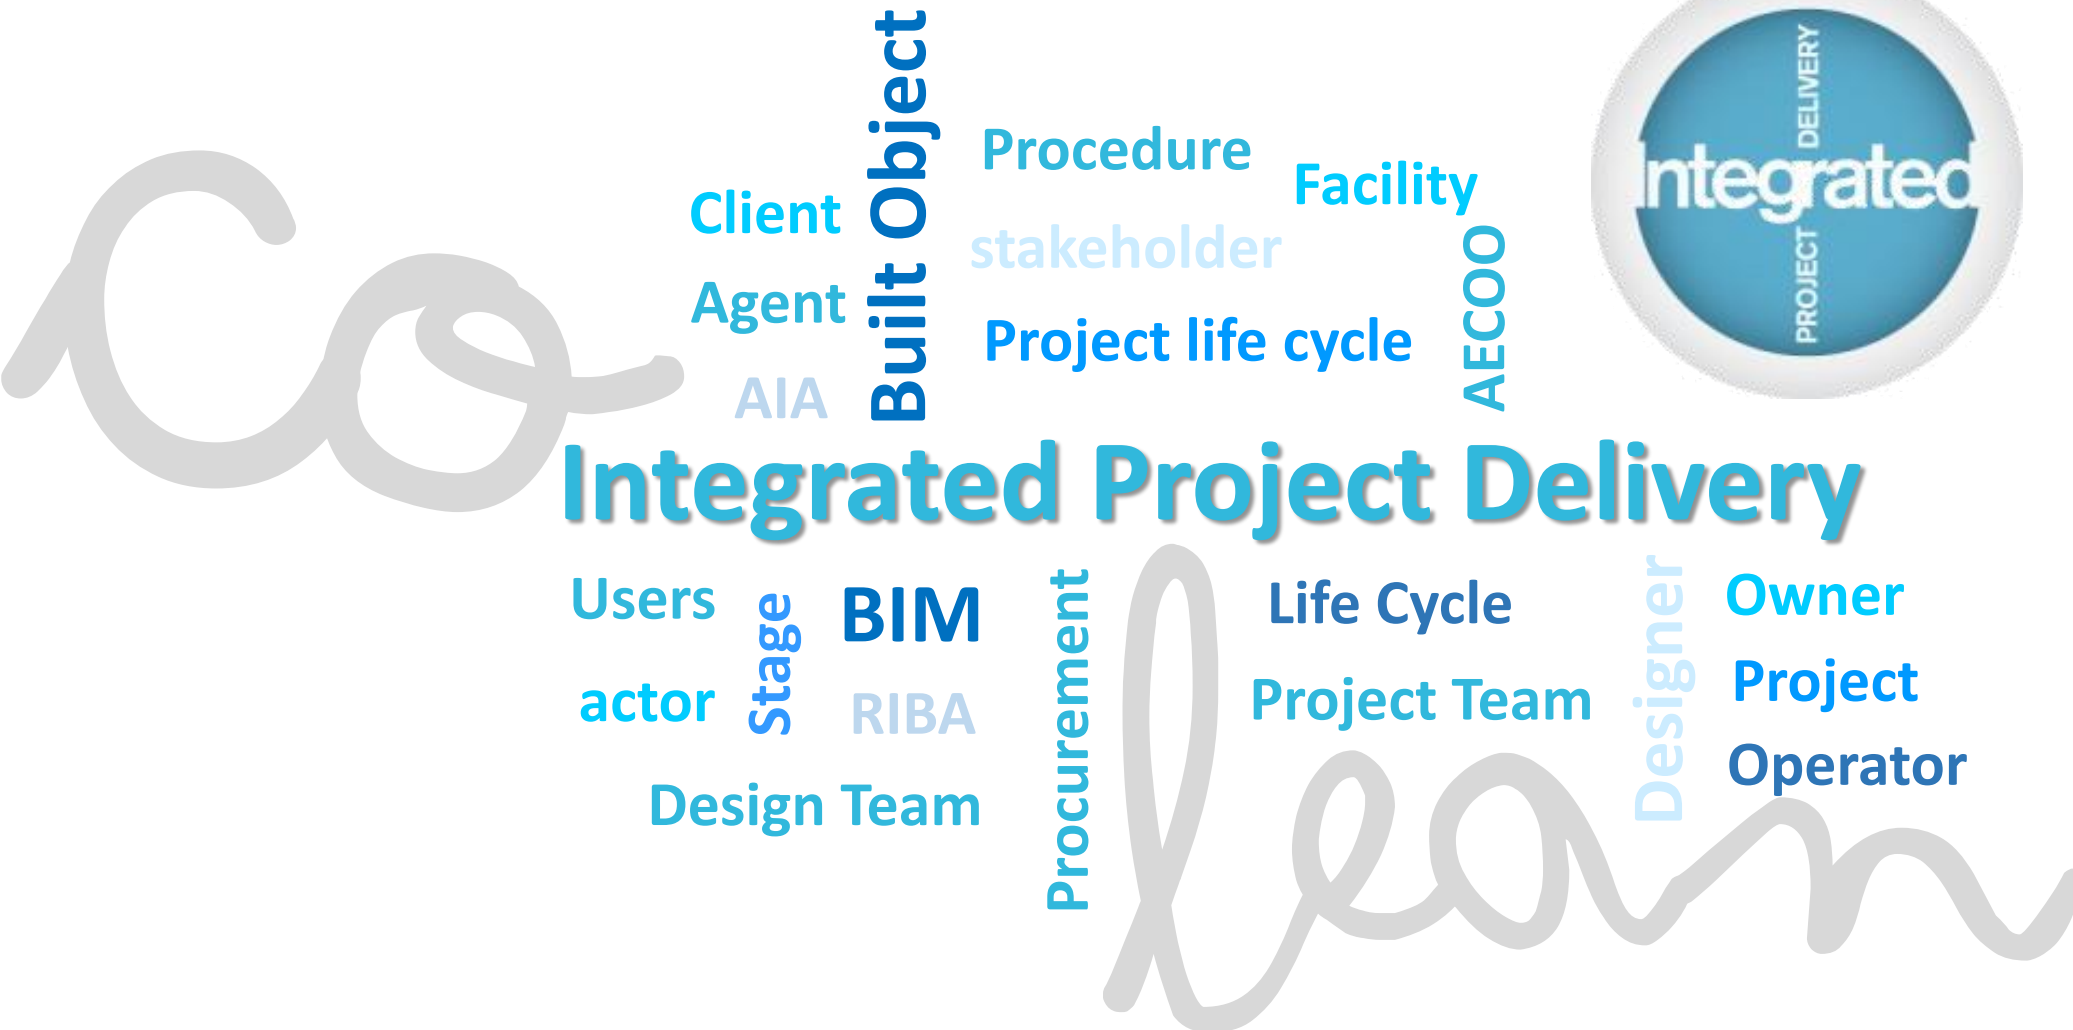 Co
Built Object
Procedure
Facility
Client
stakeholder
Agent
Project life cycle
AECOO
AIA
Integrated
PROJECT DELIVERY
Integrated Project Delivery
Users
Stage
BIM
Procurement
Life Cycle
Designer
Owner
actor
RIBA
Project Team
Project
Operator
Design Team
lean